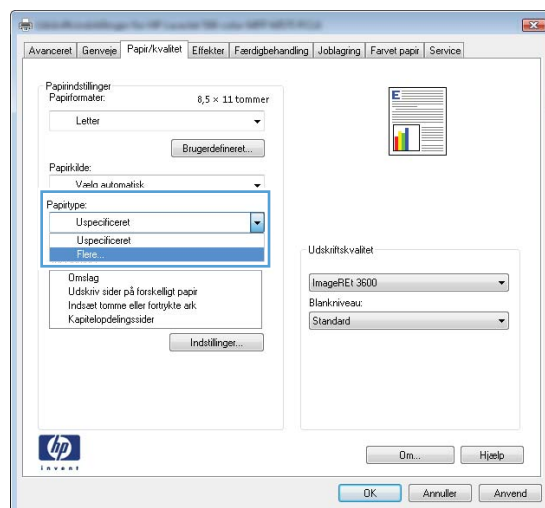 Avanceret Genveje Papir/kvalitet Effekter Færdigbehandling Joblagring Farvet papir Service
Papirindstillinger
Papirformater: 8,5 × 11 tommer
Letter
Brugerdefineret...
Papirkilde:
Vælg automatisk
Papirtype:
Uspecificeret
Uspecificeret
Flere...
Omslag
Udskriv sider på forskelligt papir
Indsæt tomme eller fortrykte ark
Kapitelopdelingssider
Indstillinger...
E
Udskriftskvalitet
ImageREt 3600
Blankniveau:
Standard
hp
invent
Om... Hjælp
OK Annuller Anvend